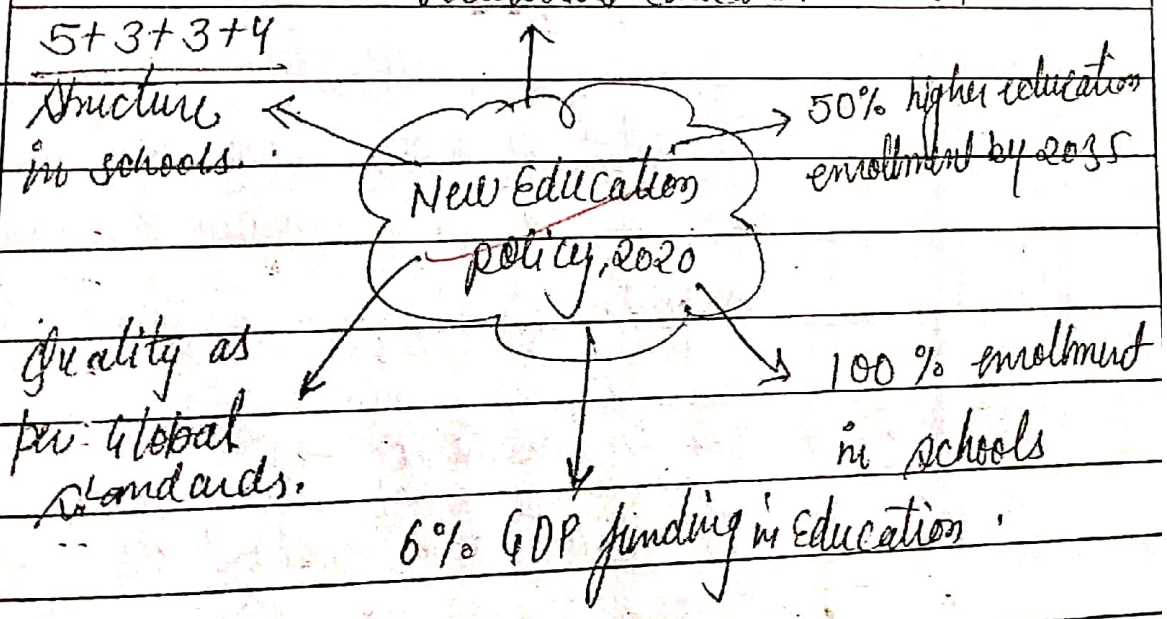 5+3+3+4
structure
in schools.
50% higher education
enrollment by 2035
New Education
policy, 2020
Quality as
per Global
standards.
100% enrollment
in schools
6% GDP funding in Education.